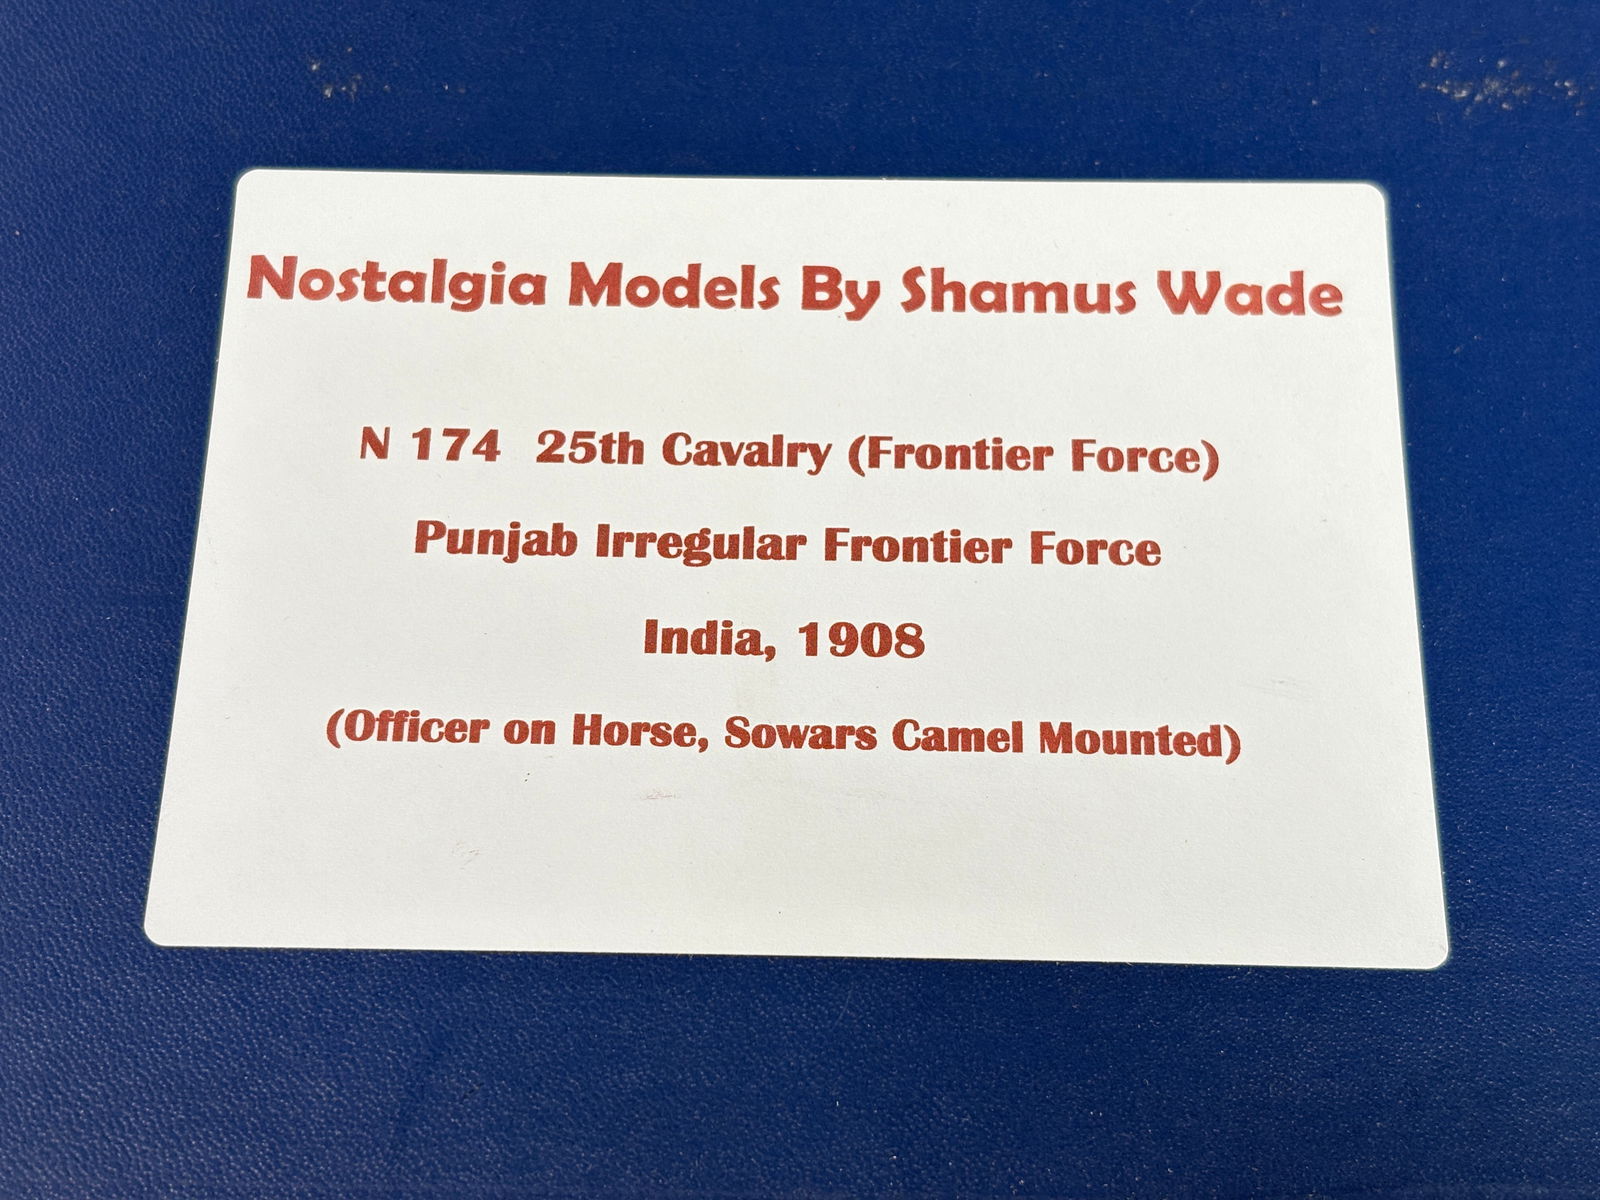 Nostalgia Models By Shamus Wade
N 174 25th Cavalry (Frontier Force)
Punjab Irregular Frontier Force
India, 1908
(Officer on Horse, Sowars Camel Mounted)